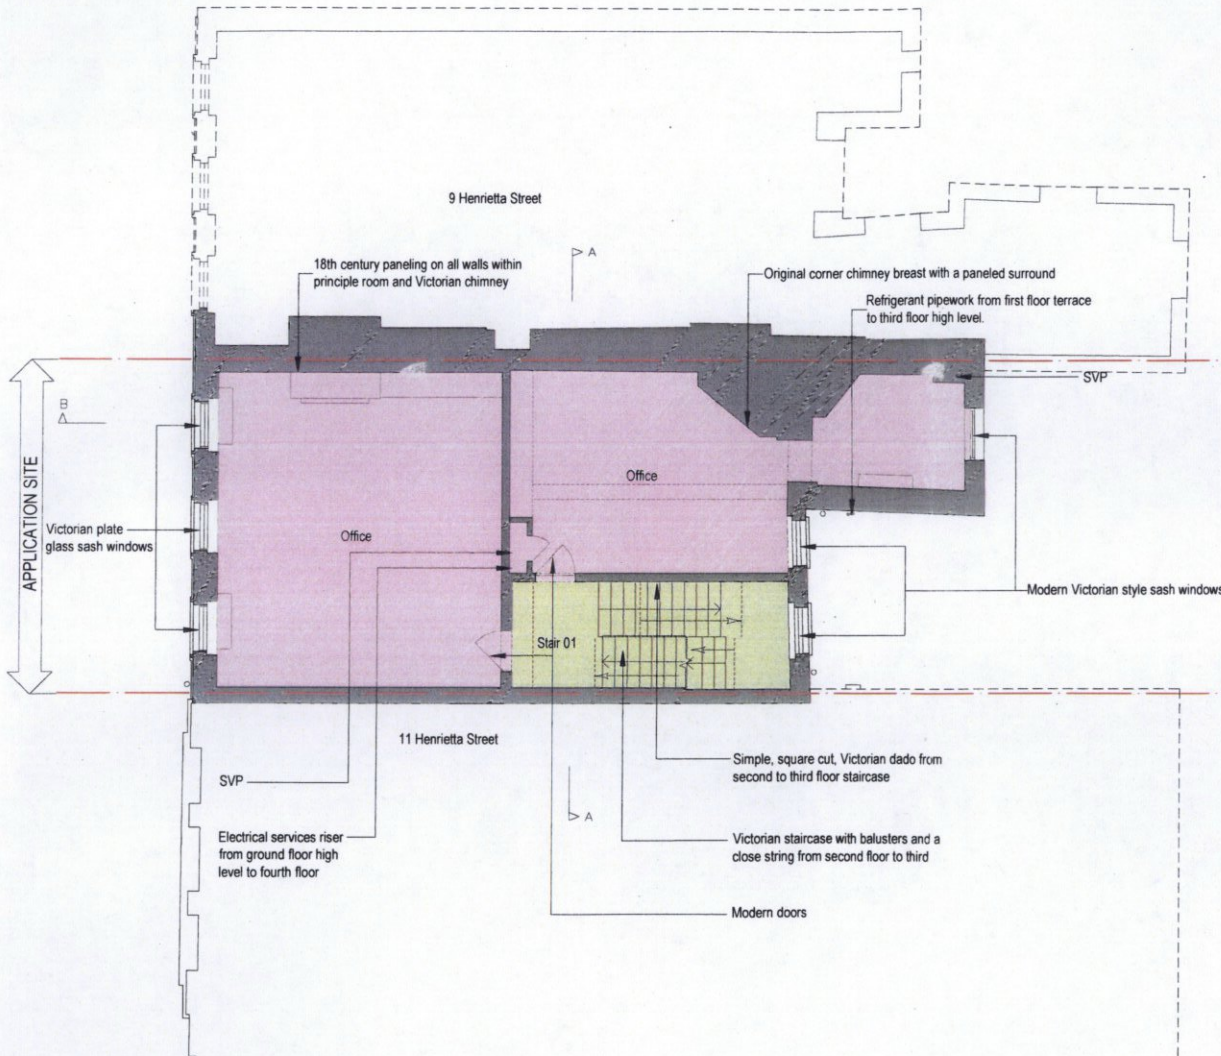 9 Henrietta Street
A
18th century paneling on all walls within
principle room and Victorian chimney
Original corner chimney breast with a paneled surround
Refrigerant pipework from first floor terrace
to third floor high level.
SVP
B
APPLICATION SITE
Office
Victorian plate
glass sash windows
Office
Modern Victorian style sash windows
Stair 01
11 Henrietta Street
SVP
Simple, square cut, Victorian dado from
second to third floor staircase
A
Electrical services riser
from ground floor high
level to fourth floor
Victorian staircase with balusters and a
close string from second floor to third
Modern doors